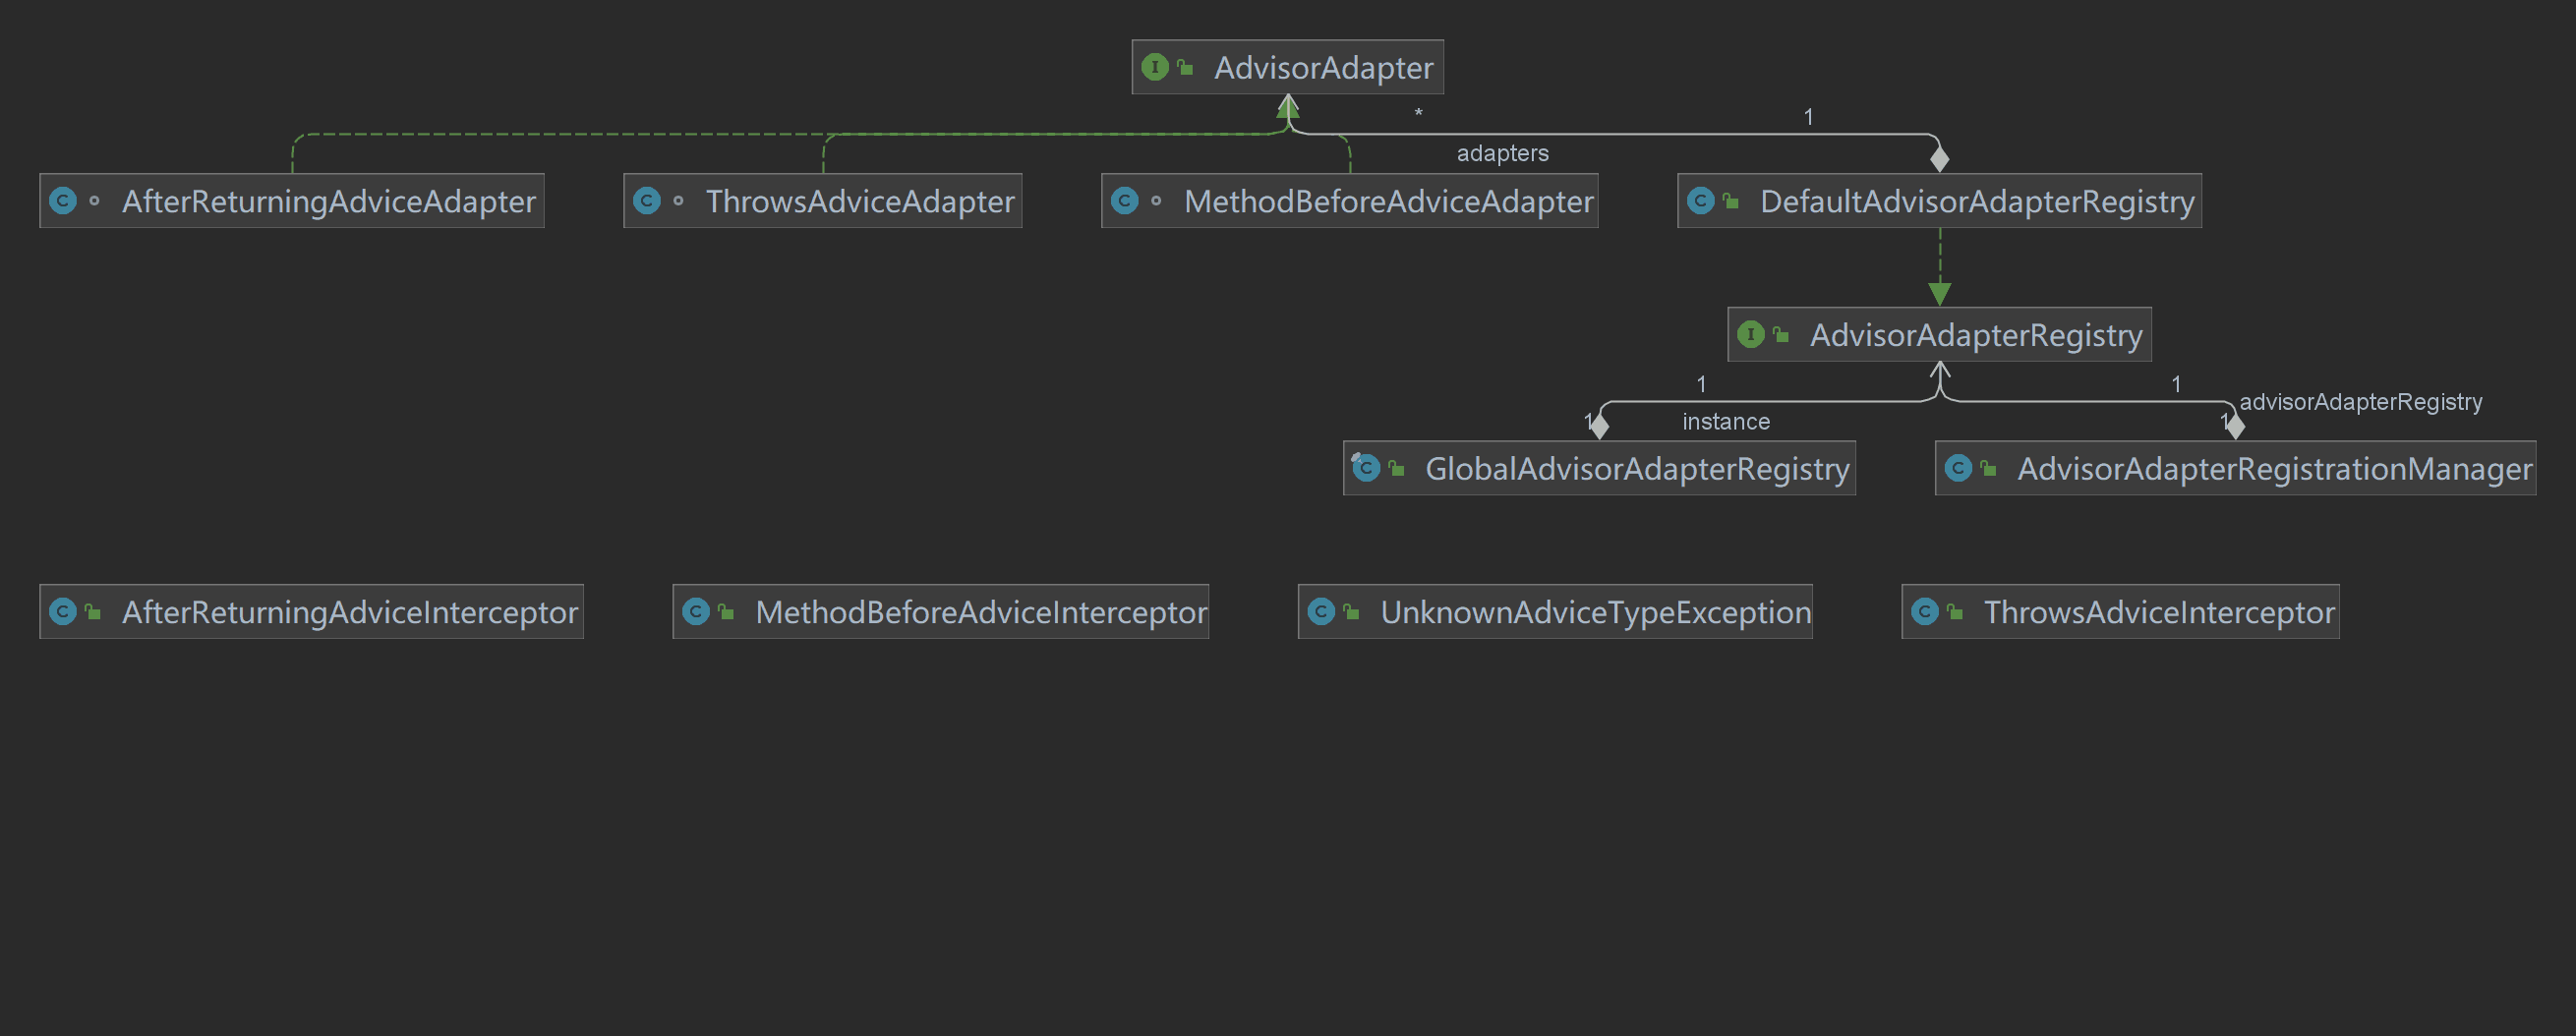 I AdvisorAdapter
* 1
adapters
C AfterReturningAdviceAdapter
C ThrowsAdviceAdapter
C MethodBeforeAdviceAdapter
C DefaultAdvisorAdapterRegistry
I AdvisorAdapterRegistry
1 1
advisorAdapterRegistry
1 instance 1
C GlobalAdvisorAdapterRegistry
C AdvisorAdapterRegistrationManager
C AfterReturningAdviceInterceptor
C MethodBeforeAdviceInterceptor
C UnknownAdviceTypeException
C ThrowsAdviceInterceptor